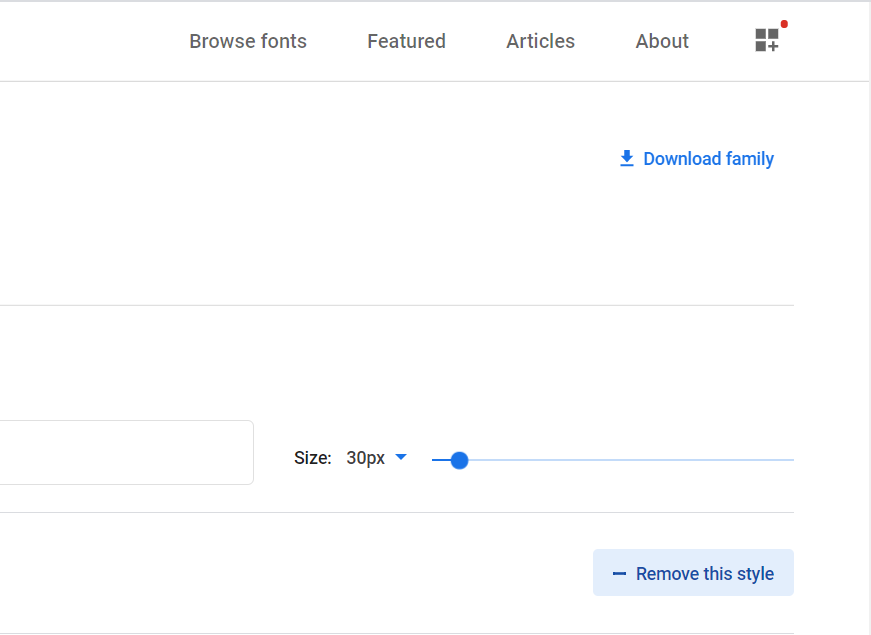 Browse fonts Featured Articles About
Download family
Size: 30px
Remove this style